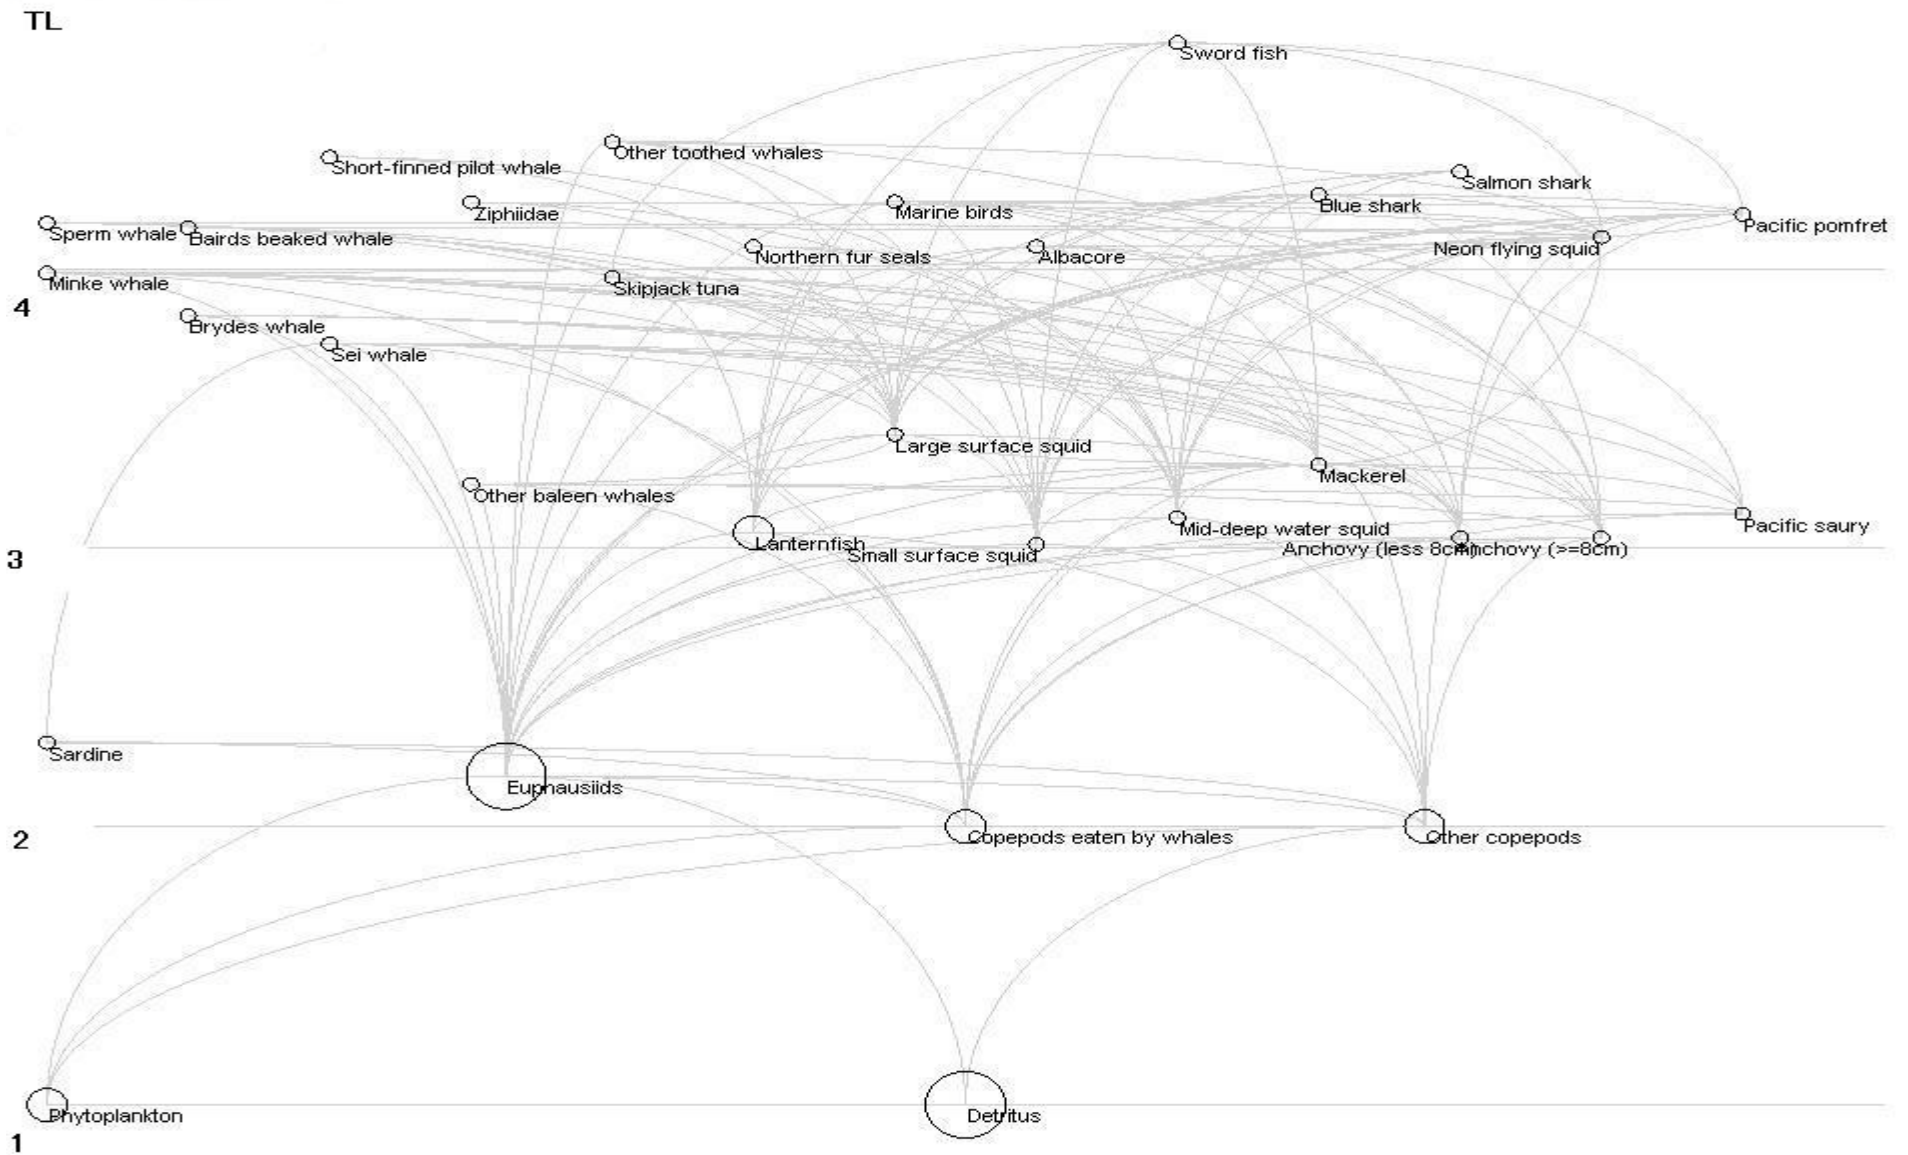 TL
Sword fish
Other toothed whales
Short-finned pilot whale
Salmon shark
Blue shark
Ziphiidae
Marine birds
Pacific pomfret
Sperm whale
Bairds beaked whale
Neon flying squid
Northern fur seals
Albacore
Minke whale
Skipjack tuna
4
Brydes whale
Sei whale
Large surface squid
Mackerel
Other baleen whales
Mid-deep water squid
Pacific saury
Lanternfish
Small surface squid
Anchovy (less 8cm)
Anchovy (>=8cm)
3
Sardine
Euphausiids
2
Copepods eaten by whales
Other copepods
Phytoplankton
Detritus
1